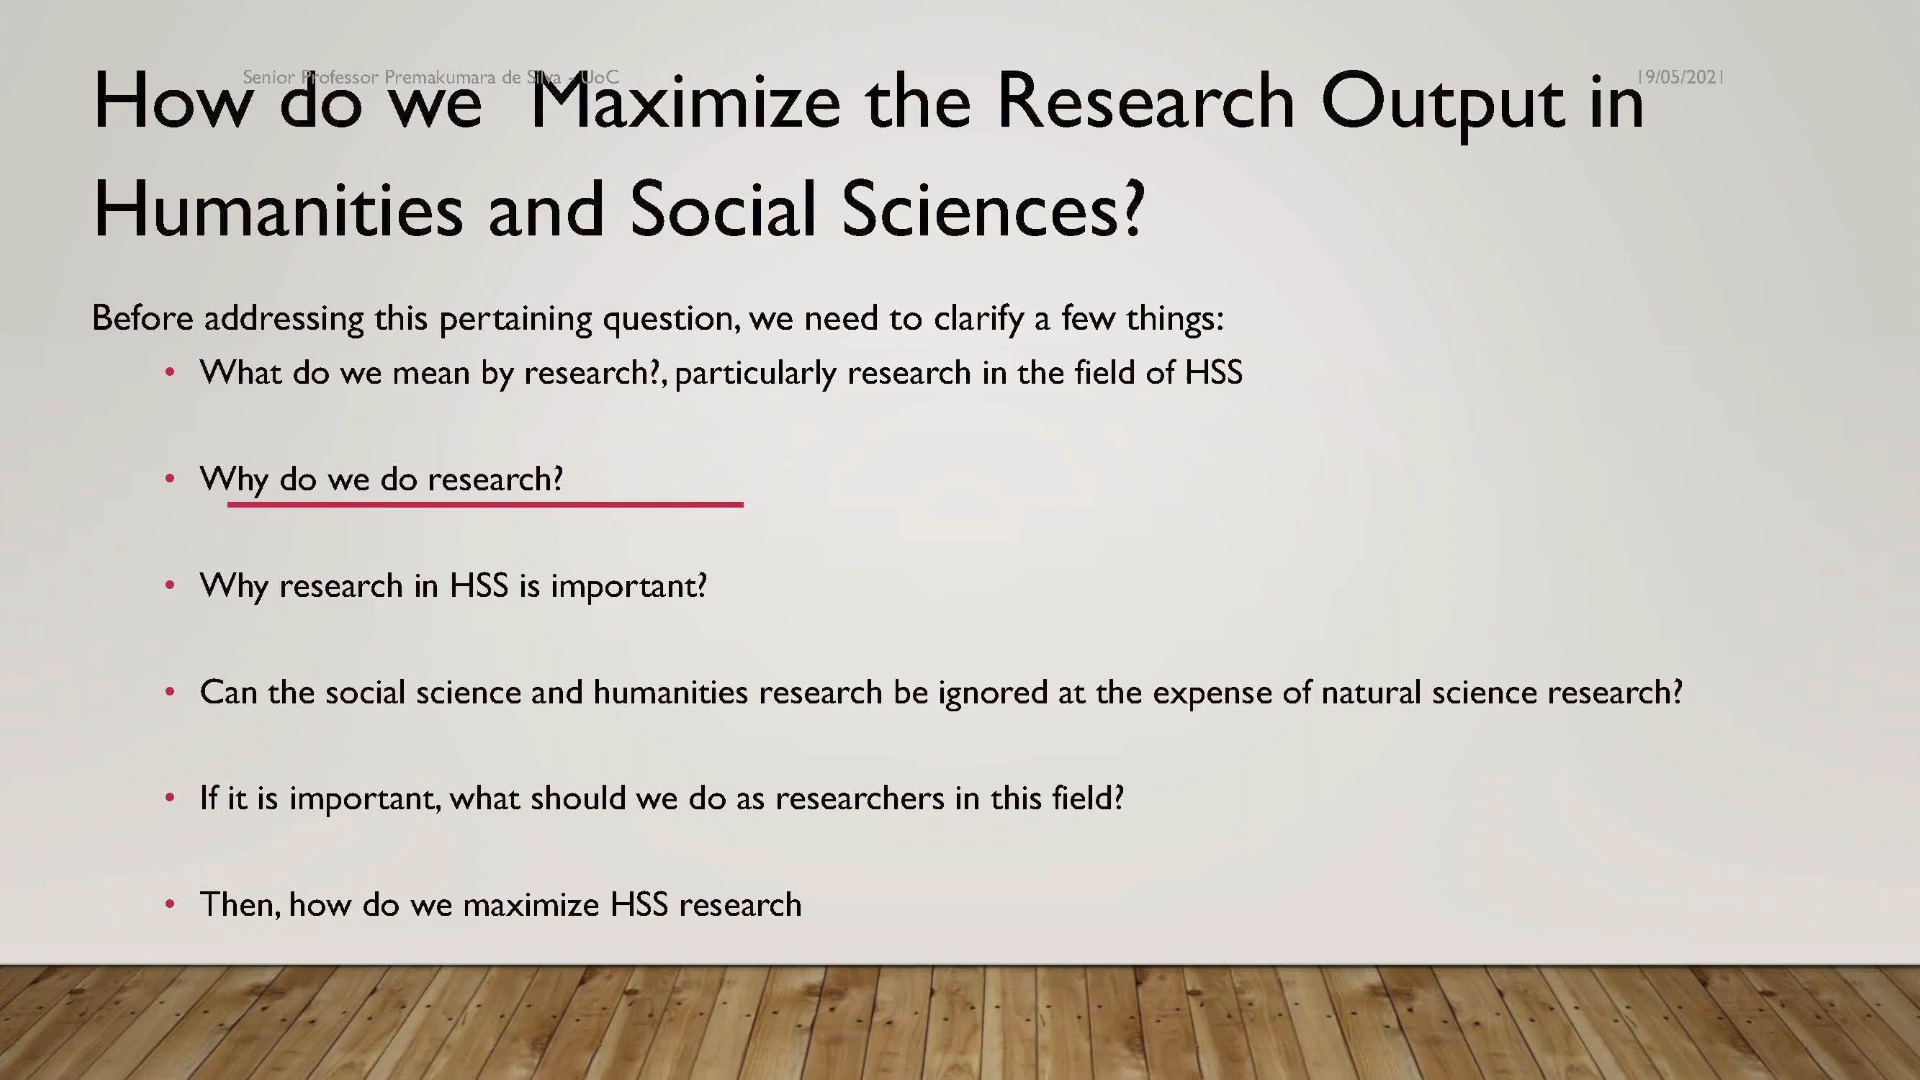 Senior Professor Premakumara de Silva - UoC
19/05/2021
How do we  Maximize the Research Output in
Humanities and Social Sciences?
Before addressing this pertaining question, we need to clarify a few things:
• What do we mean by research?, particularly research in the field of HSS
• Why do we do research?
• Why research in HSS is important?
• Can the social science and humanities research be ignored at the expense of natural science research?
• If it is important, what should we do as researchers in this field?
• Then, how do we maximize HSS research